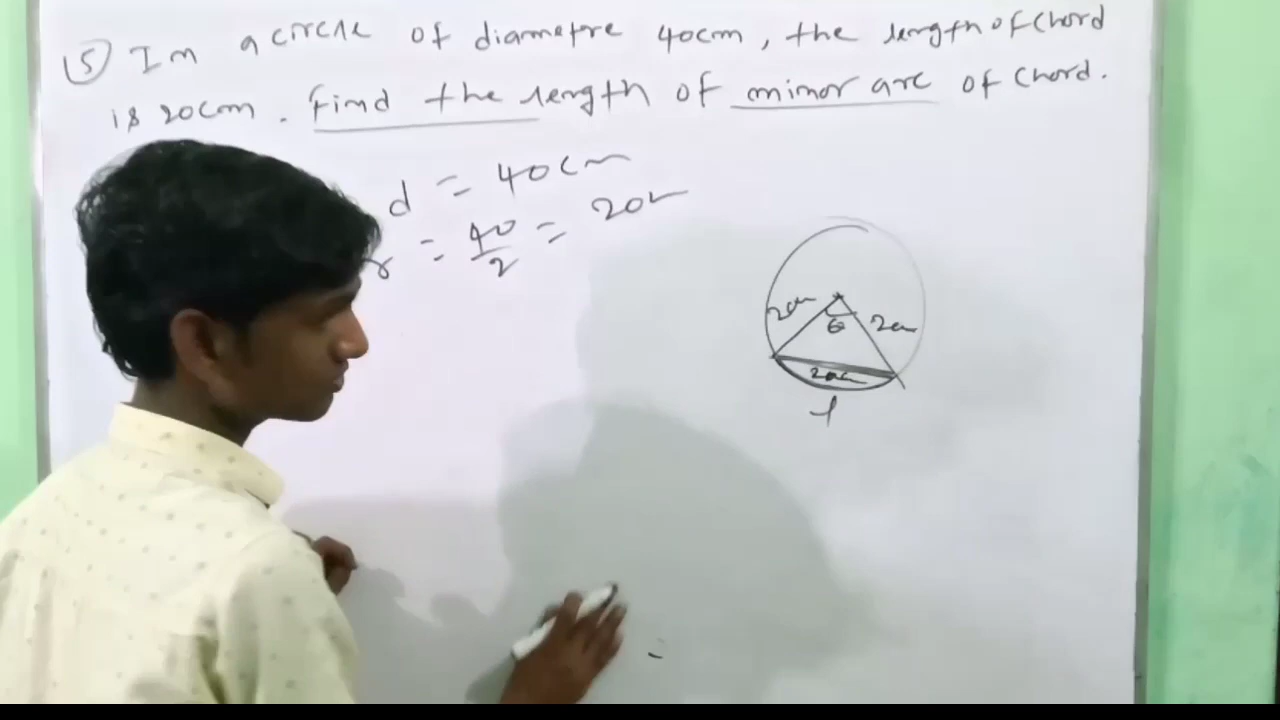 (5) In a circle of diametre 40cm, the length of Chord
is 20cm. Find the length of minor arc of Chord.
d = 40cm
r = 40/2 = 20cm
20cm
θ
20cm
20cm
l
=